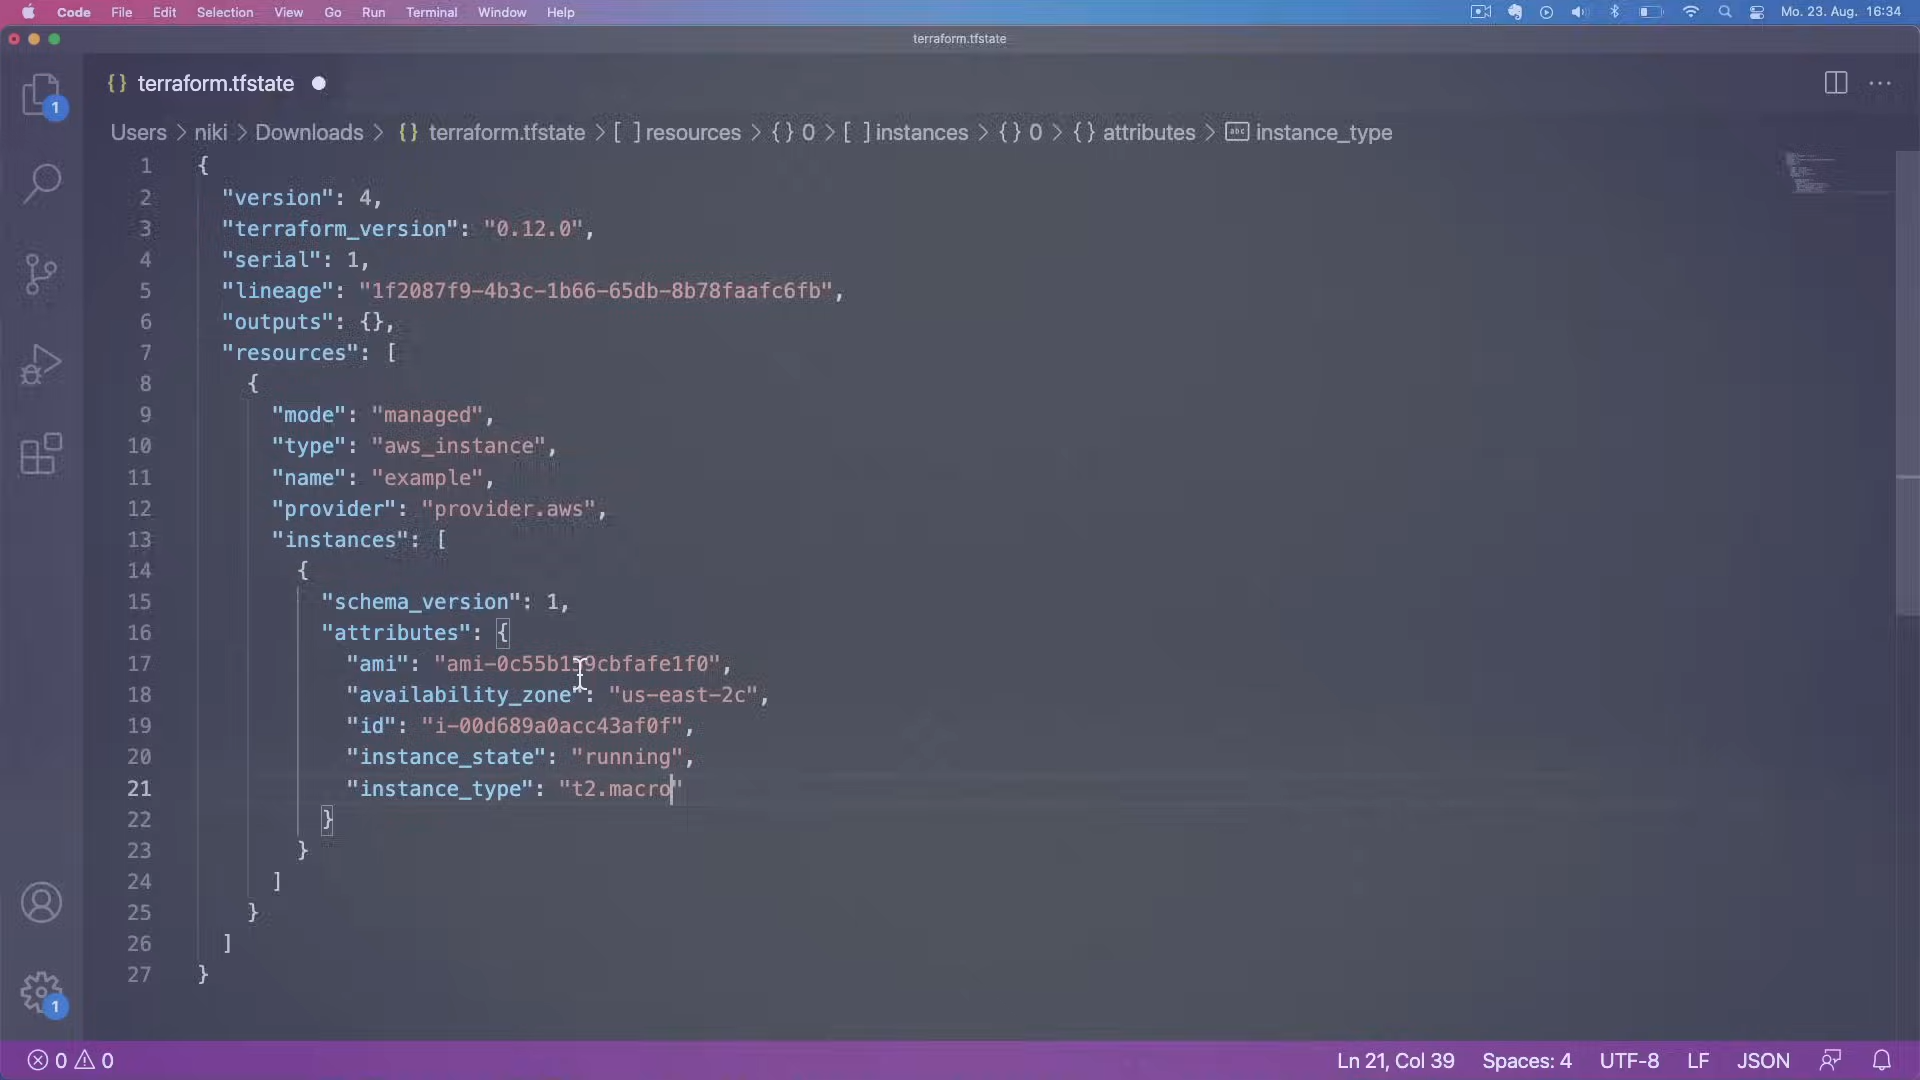 Code File Edit Selection View Go Run Terminal Window Help Mo. 23. Aug. 16:34
terraform.tfstate
{} terraform.tfstate
1
Users > niki > Downloads > {} terraform.tfstate > [ ] resources > {} 0 > [ ] instances > {} 0 > {} attributes > abc instance_type
1 {
2 "version": 4,
3 "terraform_version": "0.12.0",
4 "serial": 1,
5 "lineage": "1f2087f9-4b3c-1b66-65db-8b78faafc6fb",
6 "outputs": {},
7 "resources": [
8 {
9 "mode": "managed",
10 "type": "aws_instance",
11 "name": "example",
12 "provider": "provider.aws",
13 "instances": [
14 {
15 "schema_version": 1,
16 "attributes": {
17 "ami": "ami-0c55b159cbfafe1f0",
18 "availability_zone": "us-east-2c",
19 "id": "i-00d689a0acc43af0f",
20 "instance_state": "running",
21 "instance_type": "t2.macro"
22 }
23 }
24 ]
25 }
26 ]
27 }
1
0 0 Ln 21, Col 39 Spaces: 4 UTF-8 LF JSON